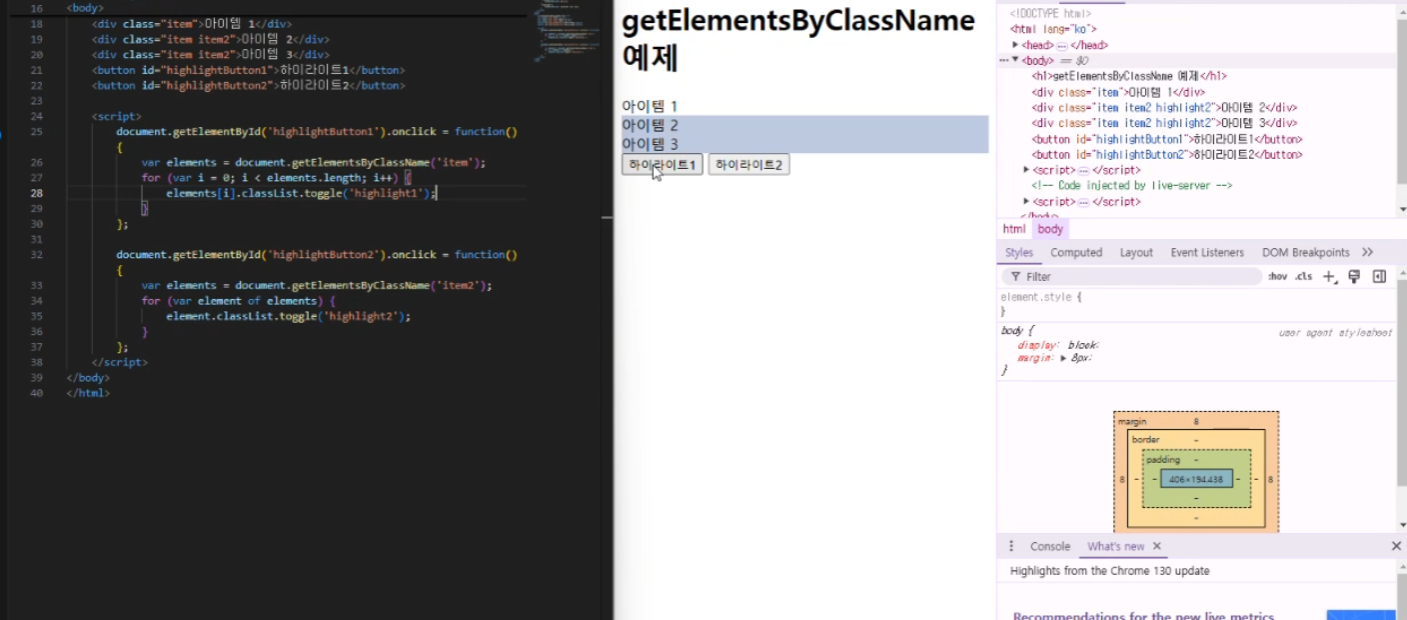 16 <body>
18 <div class="item">아이템 1</div>
19 <div class="item item2">아이템 2</div>
20 <div class="item item2">아이템 3</div>
21 <button id="highlightButton1">하이라이트1</button>
22 <button id="highlightButton2">하이라이트2</button>
23
24 <script>
25 document.getElementById('highlightButton1').onclick = function()
{
26 var elements = document.getElementsByClassName('item');
27 for (var i = 0; i < elements.length; i++) {
28 elements[i].classList.toggle('highlight1');
29 }
30 };
31
32 document.getElementById('highlightButton2').onclick = function()
{
33 var elements = document.getElementsByClassName('item2');
34 for (var element of elements) {
35 element.classList.toggle('highlight2');
36 }
37 };
38 </script>
39 </body>
40 </html>
getElementsByClassName
예제
아이템 1
아이템 2
아이템 3
하이라이트1 하이라이트2
<!DOCTYPE html>
<html lang="ko">
▶ <head> ⋯ </head>
⋯ ▼ <body> == $0
<h1>getElementsByClassName 예제</h1>
<div class="item">아이템 1</div>
<div class="item item2 highlight2">아이템 2</div>
<div class="item item2 highlight2">아이템 3</div>
<button id="highlightButton1">하이라이트1</button>
<button id="highlightButton2">하이라이트2</button>
▶ <script> ⋯ </script>
<!-- Code injected by live-server -->
▶ <script> ⋯ </script>
</body>
html body
Styles Computed Layout Event Listeners DOM Breakpoints >>
Filter :hov .cls +
element.style {
}
body { user agent stylesheet
display: block;
margin: ▶ 8px;
}
margin 8
border -
padding -
8 - - 406×194.438 - - 8
-
-
Console What's new ×
Highlights from the Chrome 130 update
Recommendations for the new live metrics